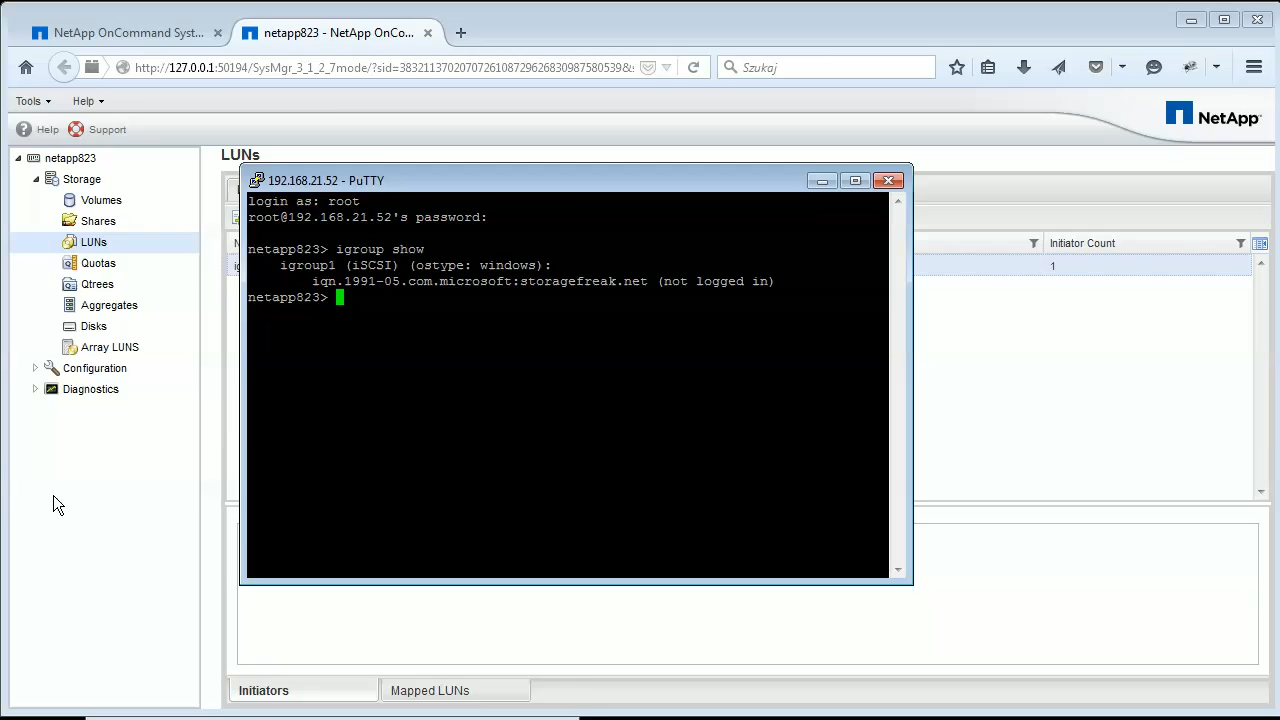 NetApp OnCommand Syst...
netapp823 - NetApp OnCo...
http://127.0.0.1:50194/SysMgr_3_1_2_7mode/?sid=3832113702070726108729626830987580539&
Szukaj
Tools
Help
NetApp
Help
Support
netapp823
Storage
Volumes
Shares
LUNs
Quotas
Qtrees
Aggregates
Disks
Array LUNS
Configuration
Diagnostics
LUNs
Initiator Count
1
192.168.21.52 - PuTTY
login as: root
root@192.168.21.52's password:
netapp823> igroup show
igroup1 (iSCSI) (ostype: windows):
iqn.1991-05.com.microsoft:storagefreak.net (not logged in)
netapp823>
Initiators
Mapped LUNs